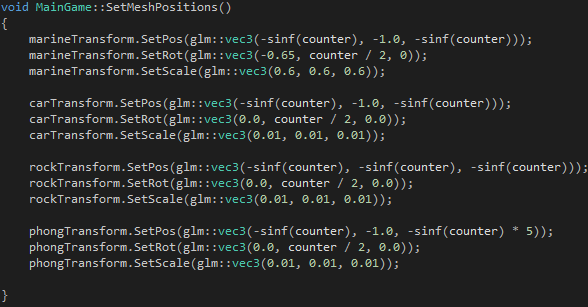 void MainGame::SetMeshPositions()
{
marineTransform.SetPos(glm::vec3(-sinf(counter), -1.0, -sinf(counter)));
marineTransform.SetRot(glm::vec3(-0.65, counter / 2, 0));
marineTransform.SetScale(glm::vec3(0.6, 0.6, 0.6));
carTransform.SetPos(glm::vec3(-sinf(counter), -1.0, -sinf(counter)));
carTransform.SetRot(glm::vec3(0.0, counter / 2, 0.0));
carTransform.SetScale(glm::vec3(0.01, 0.01, 0.01));
rockTransform.SetPos(glm::vec3(-sinf(counter), -sinf(counter), -sinf(counter)));
rockTransform.SetRot(glm::vec3(0.0, counter / 2, 0.0));
rockTransform.SetScale(glm::vec3(0.01, 0.01, 0.01));
phongTransform.SetPos(glm::vec3(-sinf(counter), -1.0, -sinf(counter) * 5));
phongTransform.SetRot(glm::vec3(0.0, counter / 2, 0.0));
phongTransform.SetScale(glm::vec3(0.01, 0.01, 0.01));
}